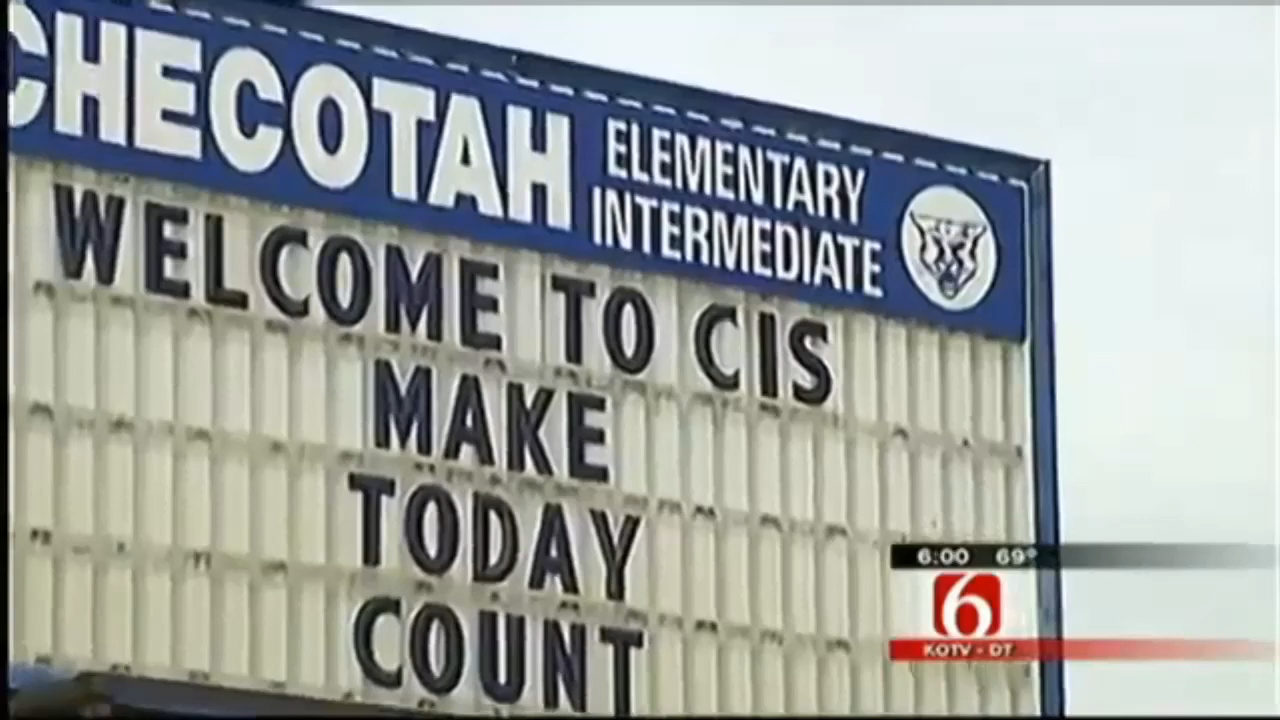 CHECOTAH
ELEMENTARY
INTERMEDIATE
WELCOME TO CIS
MAKE
TODAY
COUNT
6:00 69°
6
KOTV - DT